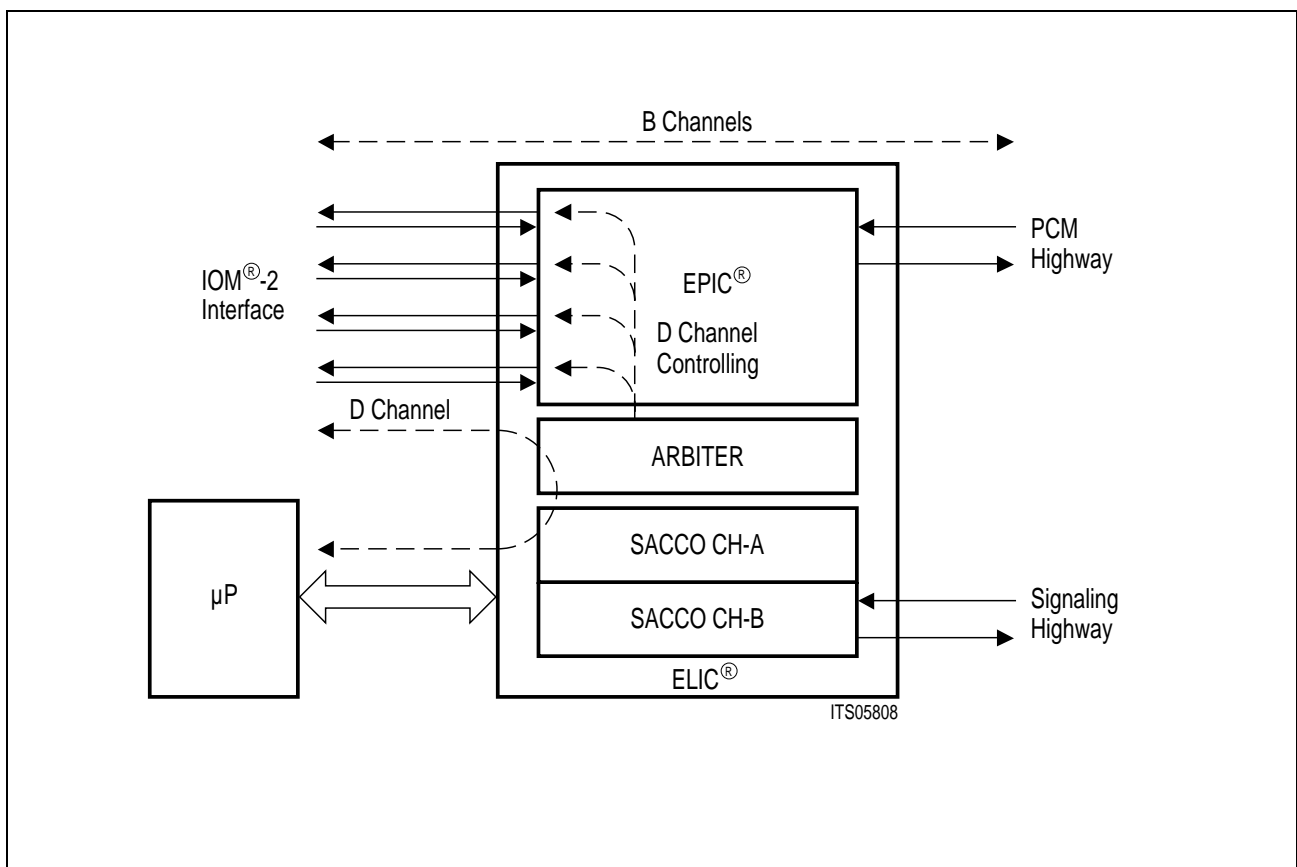 B Channels
IOM®-2
Interface
EPIC®
D Channel
Controlling
PCM
Highway
D Channel
ARBITER
SACCO CH-A
SACCO CH-B
µP
Signaling
Highway
ELIC®
ITS05808